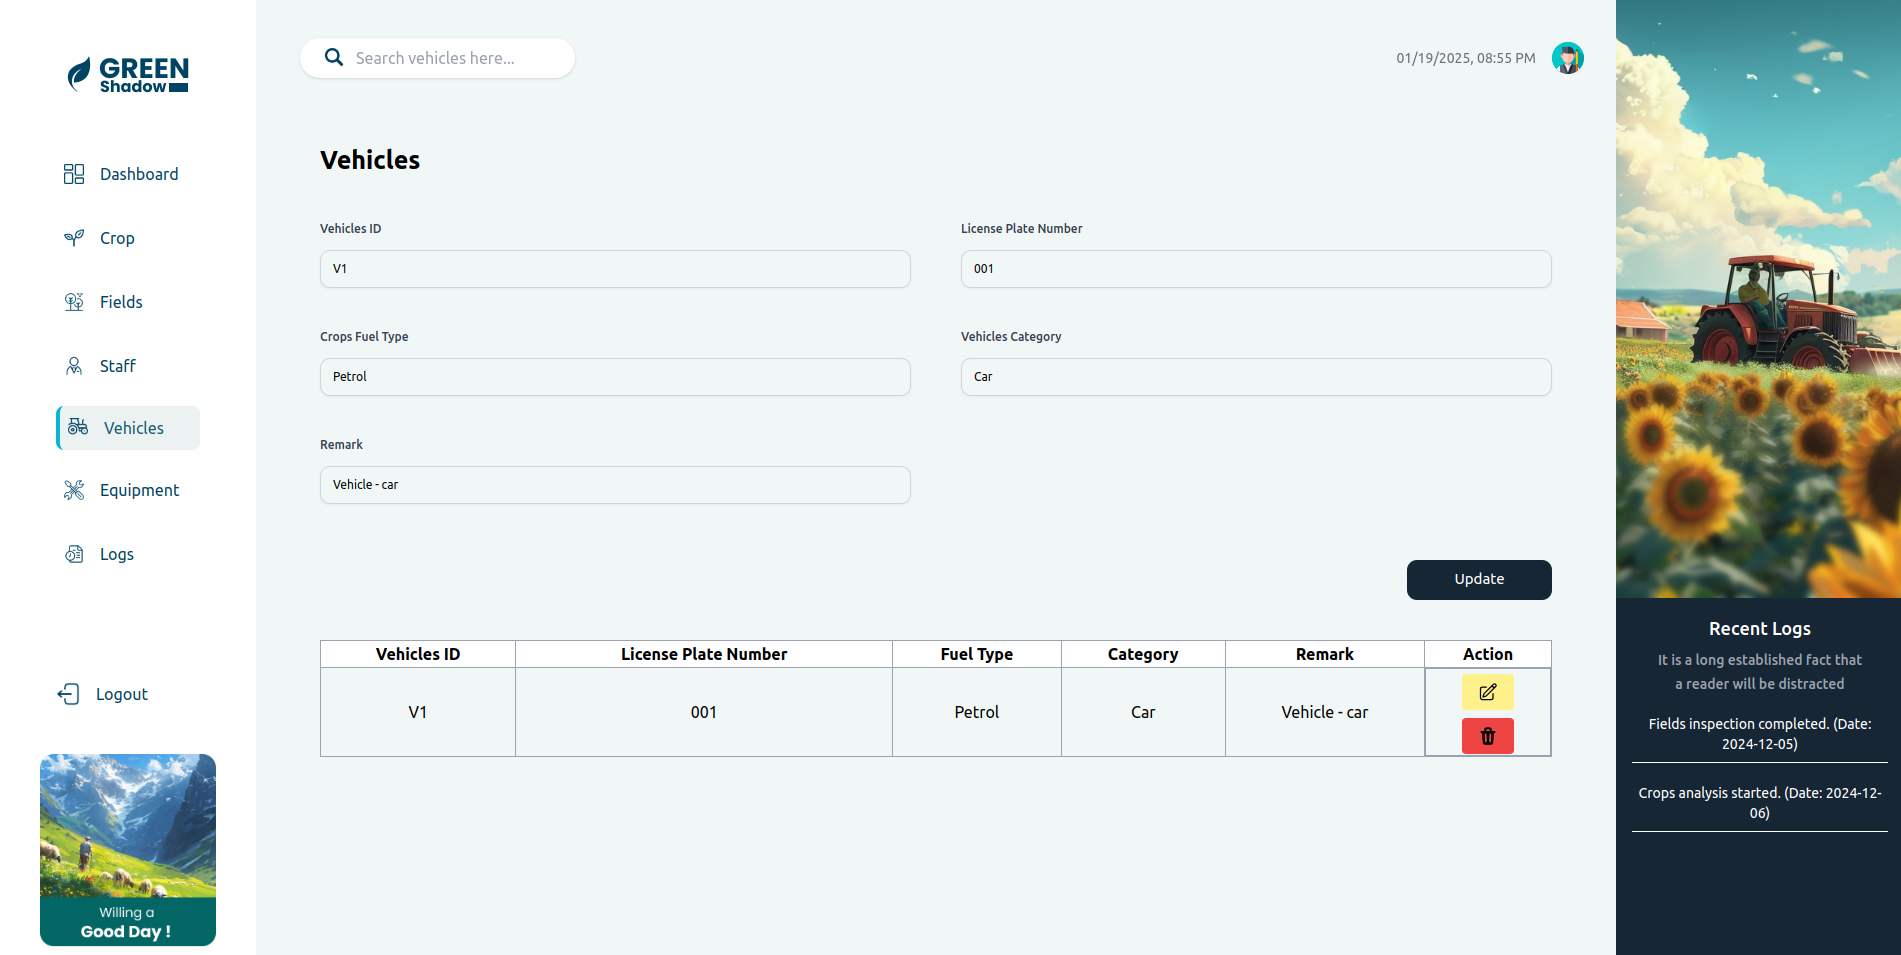 GREEN
Shadow
Dashboard
Crop
Fields
Staff
Vehicles
Equipment
Logs
Logout
Willing a
Good Day !
Search vehicles here...
01/19/2025, 08:55 PM
Vehicles
Vehicles ID
License Plate Number
V1
001
Crops Fuel Type
Vehicles Category
Petrol
Car
Remark
Vehicle - car
Update
Vehicles ID License Plate Number Fuel Type Category Remark Action
V1 001 Petrol Car Vehicle - car
Recent Logs
It is a long established fact that
a reader will be distracted
Fields inspection completed. (Date:
2024-12-05)
Crops analysis started. (Date: 2024-12-
06)